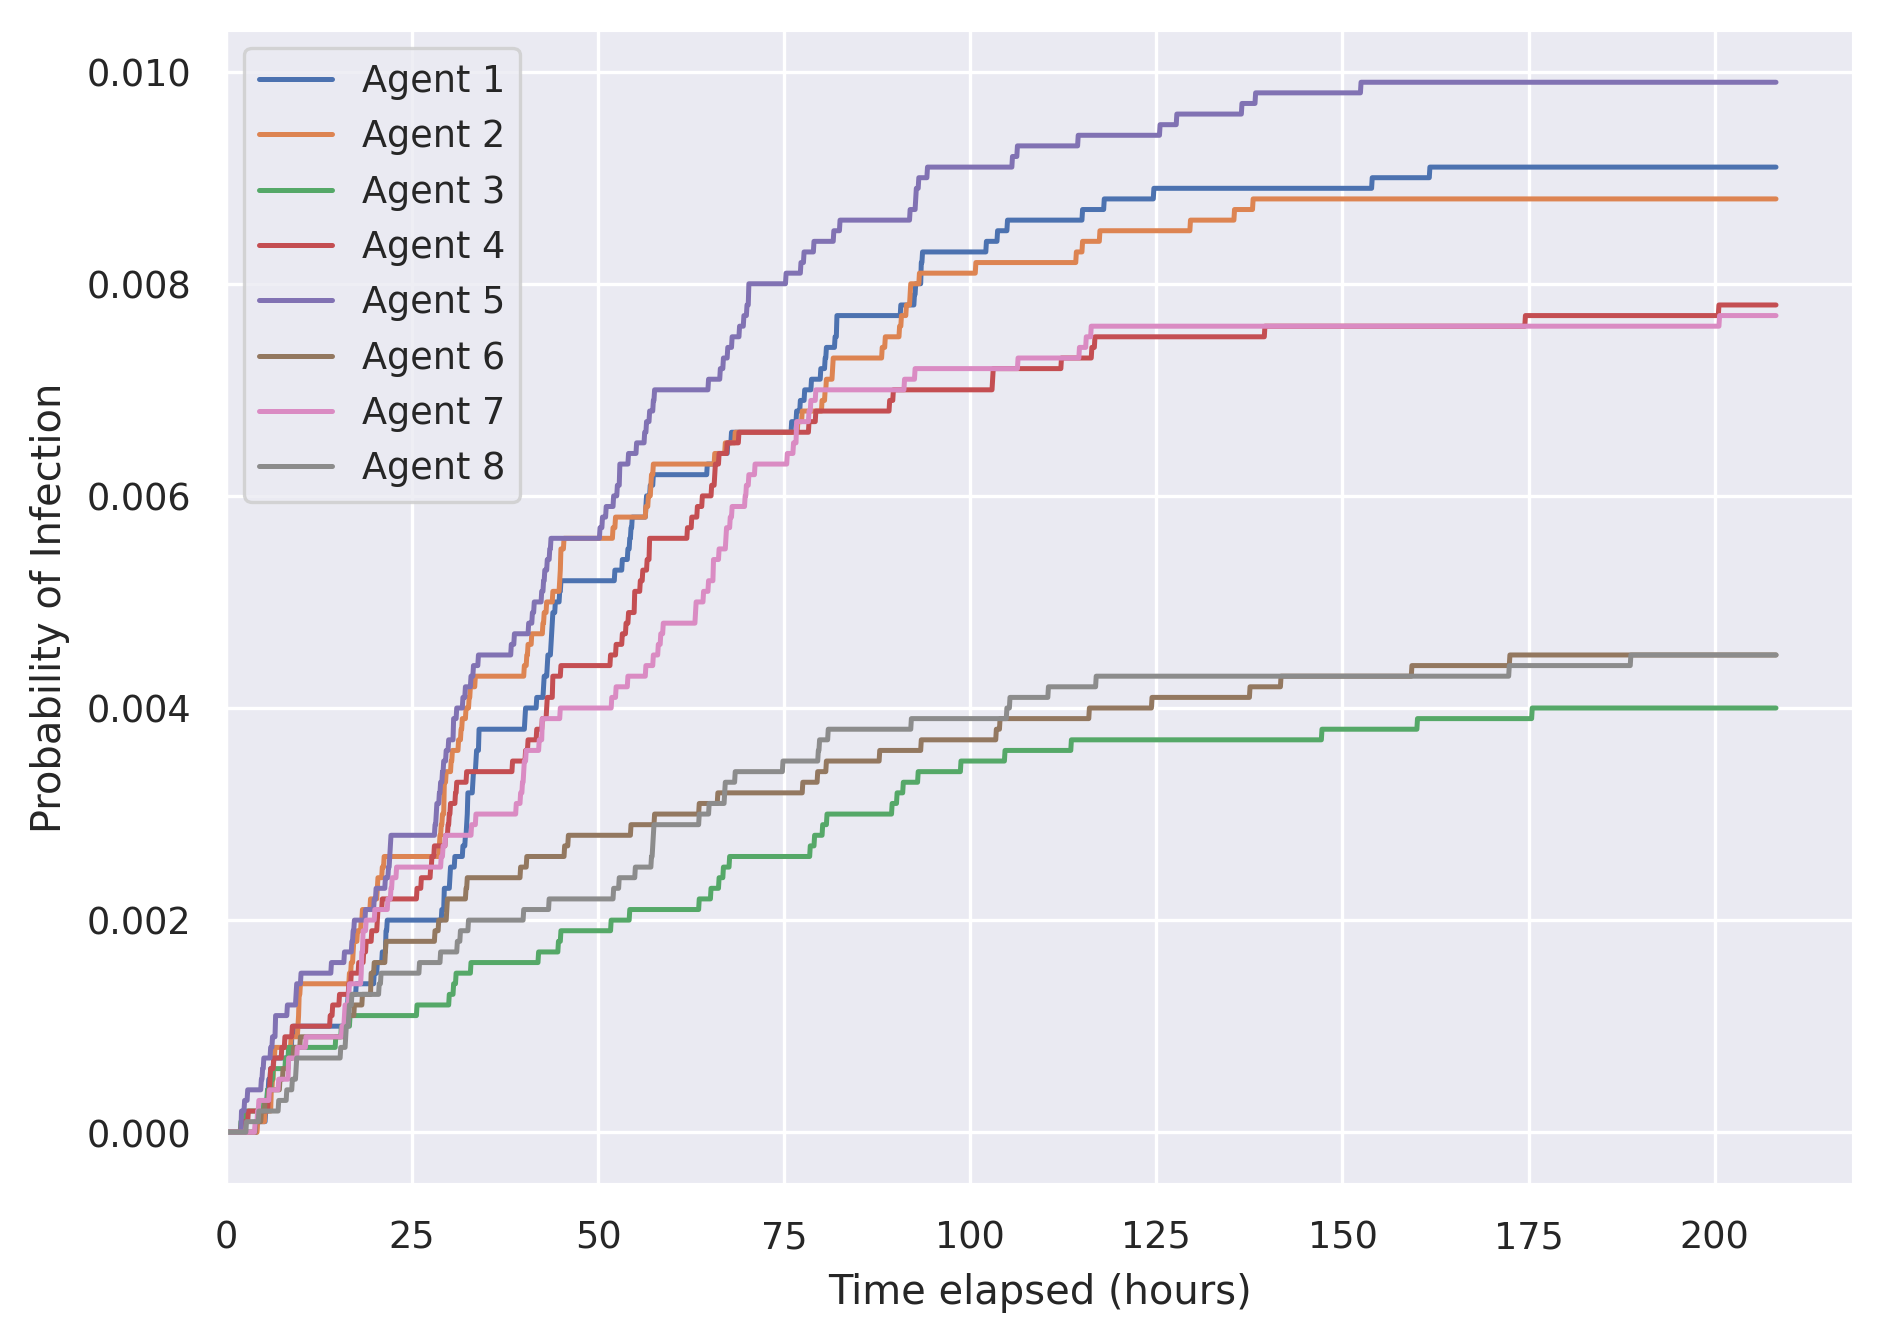 0.010
0.008
0.006
0.004
0.002
0.000
Probability of Infection
Agent 1
Agent 2
Agent 3
Agent 4
Agent 5
Agent 6
Agent 7
Agent 8
0 25 50 75 100 125 150 175 200
Time elapsed (hours)